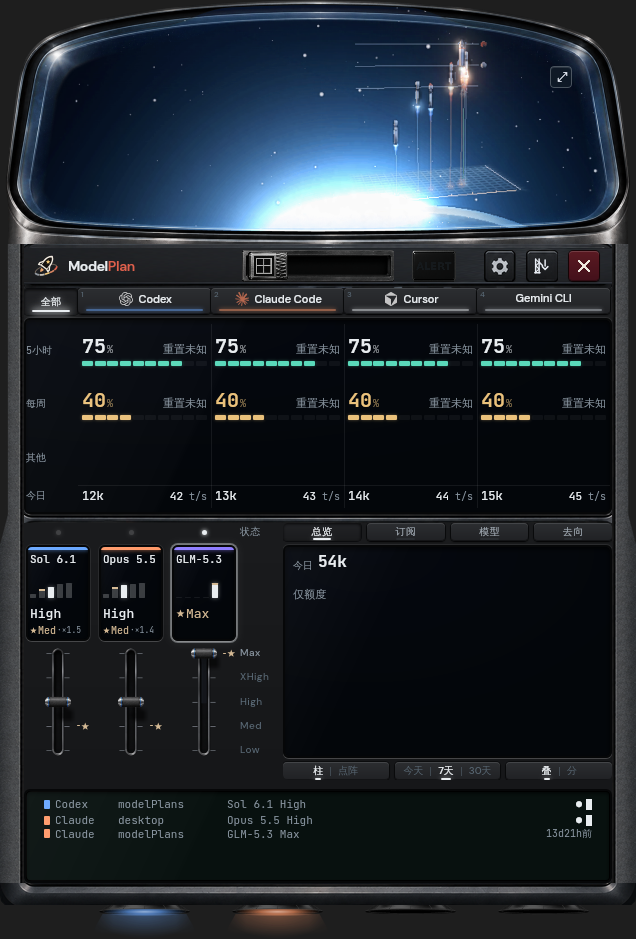 ModelPlan
ALERT
全部
1 Codex
2 Claude Code
3 Cursor
4 Gemini CLI
5小时 75% 重置未知 75% 重置未知 75% 重置未知 75% 重置未知
每周 40% 重置未知 40% 重置未知 40% 重置未知 40% 重置未知
其他
今日 12k 42 t/s 13k 43 t/s 14k 44 t/s 15k 45 t/s
状态
总览 订阅 模型 去向
Sol 6.1
High
★Med·×1.5
Opus 5.5
High
★Med·×1.4
GLM-5.3
★Max
-★ Max
XHigh
High
-★ -★ Med
Low
今日 54k
仅额度
柱 | 点阵
今天 | 7天 | 30天
叠 | 分
Codex modelPlans Sol 6.1 High
Claude desktop Opus 5.5 High
Claude modelPlans GLM-5.3 Max 13d21h前